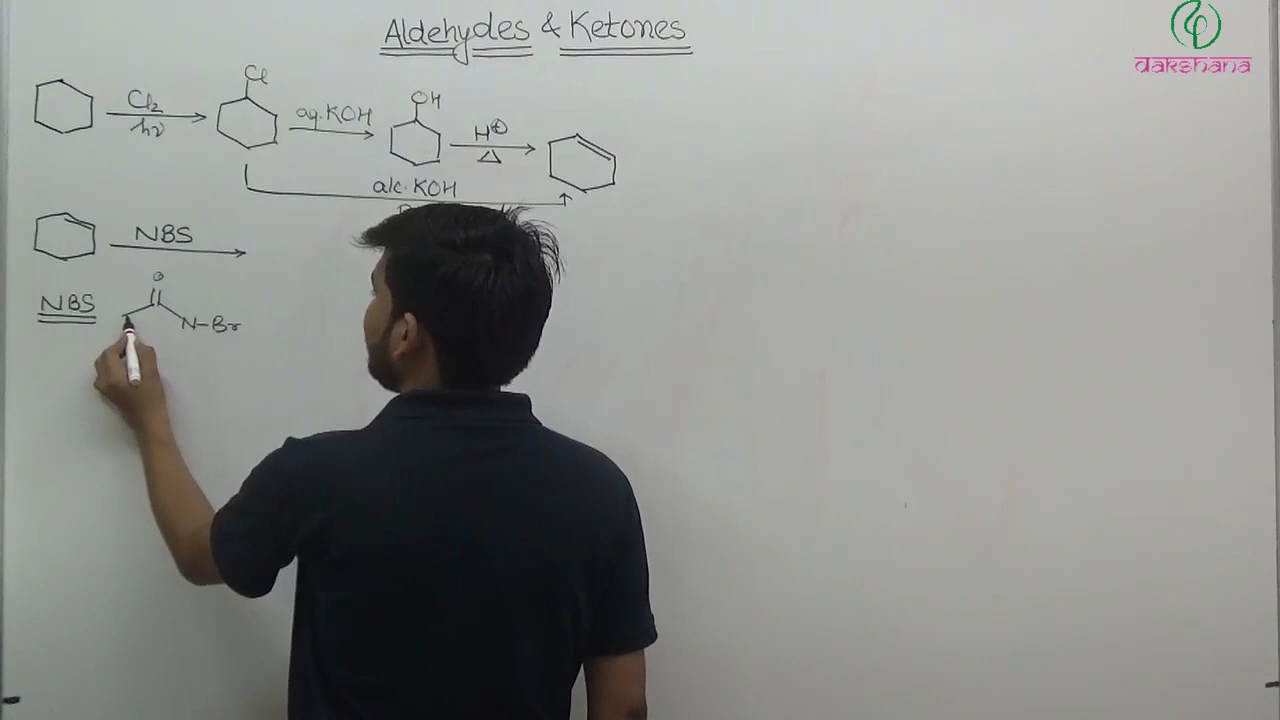 Aldehydes & Ketones
dakshana
Cl
Cl₂
hν
aq. KOH
OH
H⊕
Δ
alc. KOH
NBS
O
NBS
N-Br